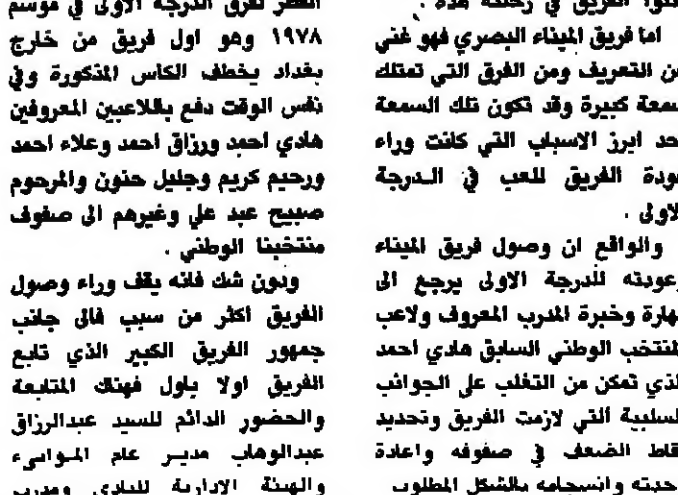 الفريق في رحلته هذه .
اما فريق الميناء البصري فهو غني
عن التعريف ومن الفرق التي تمتلك
سمعة كبيرة وقد تكون تلك السمعة
احد ابرز الاسباب التي كانت وراء
عودة الفريق للعب في الدرجة
الاولى .
والواقع ان وصول فريق الميناء
وعودته للدرجة الاولى يرجع الى
مهارة وخبرة المدرب المعروف ولاعب
المنتخب الوطني السابق هادي احمد
الذي تمكن من التغلب على الجوانب
السلبية التي لازمت الفريق وتحديد
نقاط الضعف في صفوفه واعادة
وحدته وانسجامه بالشكل المطلوب
القطر لفرق الدرجة الاولى في موسم
١٩٧٨ وهو اول فريق من خارج
بغداد يخطف الكاس المذكورة وفي
نفس الوقت دفع باللاعبين المعروفين
هادي احمد ورزاق احمد وعلاء احمد
ورحيم كريم وجليل حنون والمرحوم
صبيح عبد علي وغيرهم الى صفوف
منتخبنا الوطني .
وبدون شك فانه يقف وراء وصول
الفريق اكثر من سبب فالى جانب
جمهور الفريق الكبير الذي تابع
الفريق اولا باول فهناك المتابعة
والحضور الدائم للسيد عبدالرزاق
عبدالوهاب مدير عام الموانىء
والهيئة الادارية للنادي ومدرب